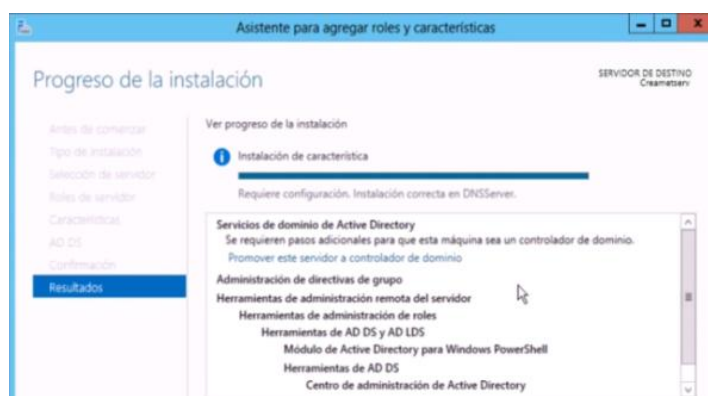 Asistente para agregar roles y características
Progreso de la instalación
SERVIDOR DE DESTINO
Creametserv
Antes de comenzar
Tipo de instalación
Selección de servidor
Roles de servidor
Características
AD DS
Confirmación
Resultados
Ver progreso de la instalación
Instalación de característica
Requiere configuración. Instalación correcta en DNSServer.
Servicios de dominio de Active Directory
Se requieren pasos adicionales para que esta máquina sea un controlador de dominio.
Promover este servidor a controlador de dominio
Administración de directivas de grupo
Herramientas de administración remota del servidor
Herramientas de administración de roles
Herramientas de AD DS y AD LDS
Módulo de Active Directory para Windows PowerShell
Herramientas de AD DS
Centro de administración de Active Directory